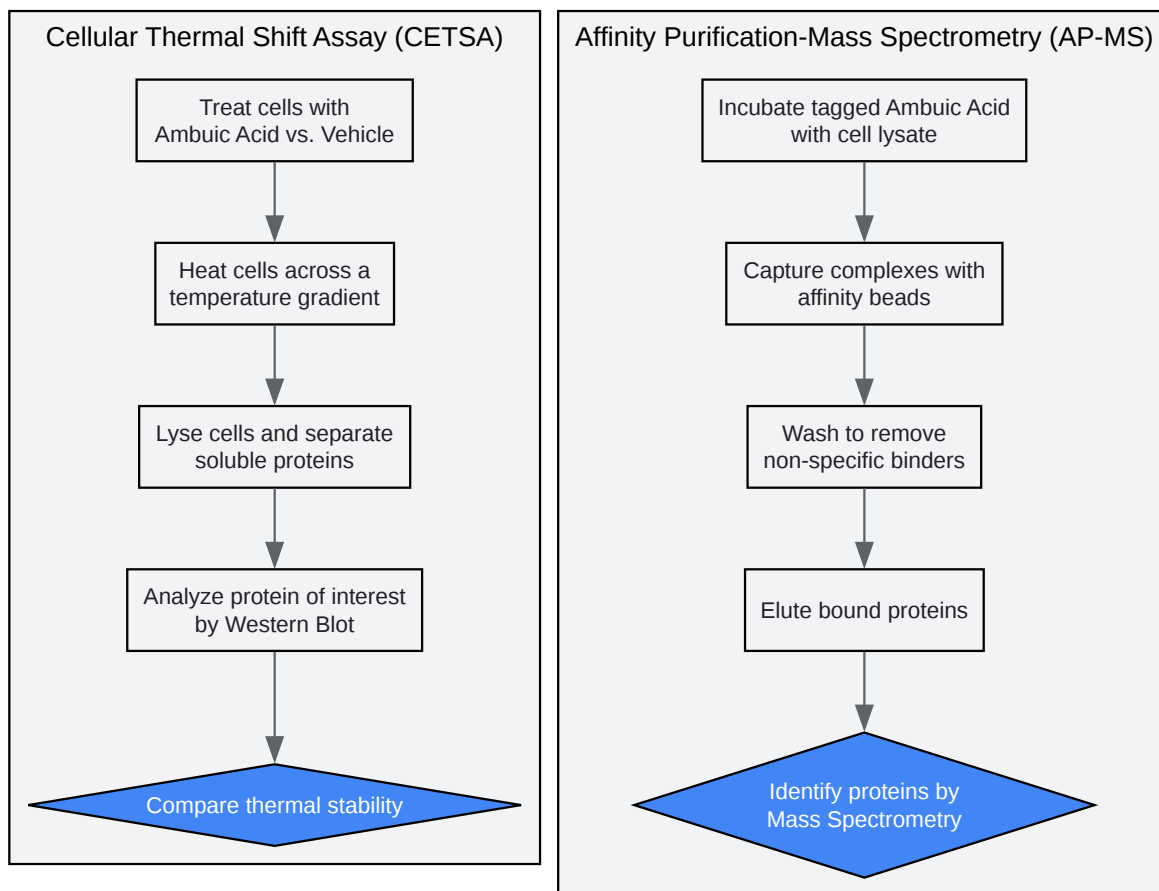 Cellular Thermal Shift Assay (CETSA)
Treat cells with
Ambuic Acid vs. Vehicle
Heat cells across a
temperature gradient
Lyse cells and separate
soluble proteins
Analyze protein of interest
by Western Blot
Compare thermal stability
Affinity Purification-Mass Spectrometry (AP-MS)
Incubate tagged Ambuic Acid
with cell lysate
Capture complexes with
affinity beads
Wash to remove
non-specific binders
Elute bound proteins
Identify proteins by
Mass Spectrometry